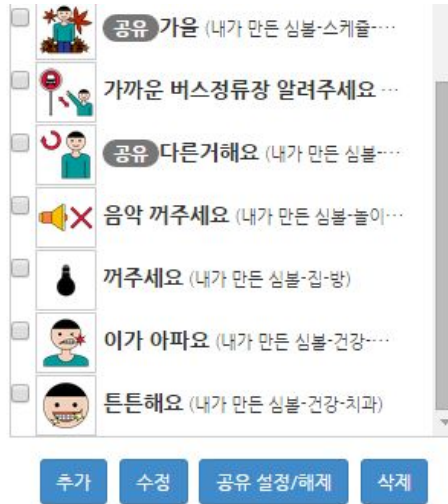 공유 가을 (내가 만든 심볼-스케쥴-…
가까운 버스정류장 알려주세요 …
공유 다른거해요 (내가 만든 심볼-…
음악 꺼주세요 (내가 만든 심볼-놀이…
꺼주세요 (내가 만든 심볼-집-방)
이가 아파요 (내가 만든 심볼-건강-…
튼튼해요 (내가 만든 심볼-건강-치과)
추가 수정 공유 설정/해제 삭제